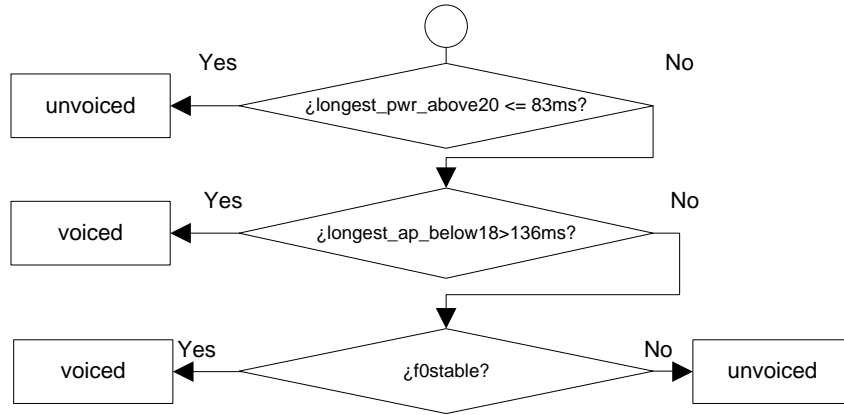 Yes
No
unvoiced
¿longest_pwr_above20 <= 83ms?
Yes
No
voiced
¿longest_ap_below18>136ms?
Yes
No
voiced
¿f0stable?
unvoiced